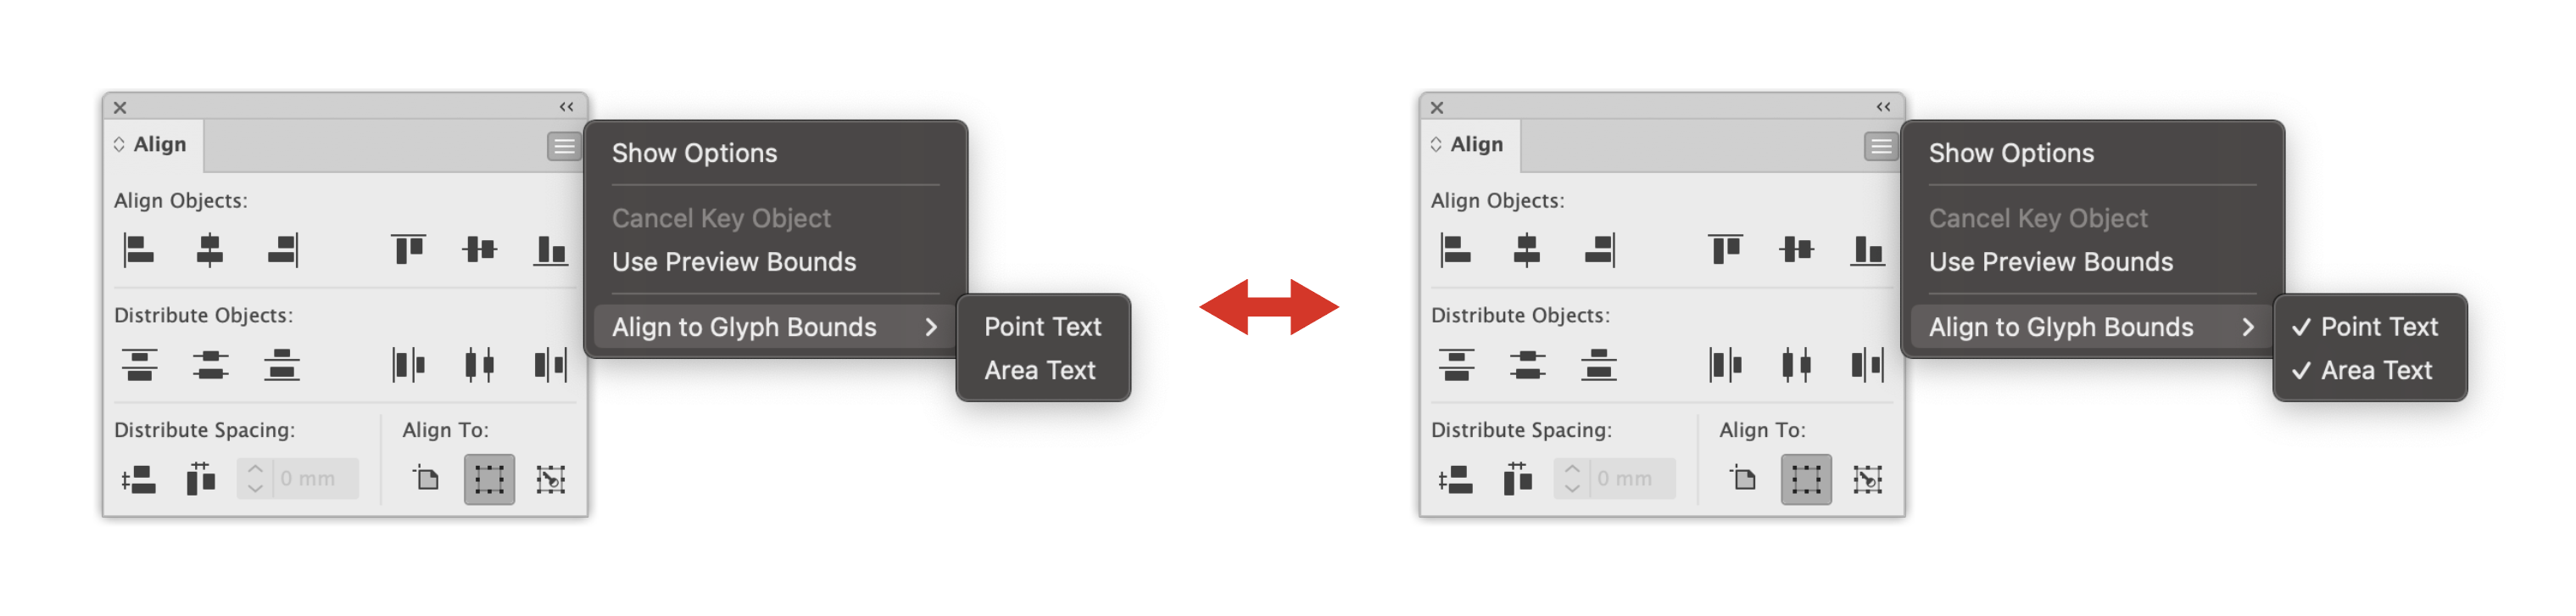 Align
Show Options
Align Objects:
Cancel Key Object
Use Preview Bounds
Distribute Objects:
Align to Glyph Bounds
Point Text
Area Text
Distribute Spacing:
Align To:
0 mm
Align
Show Options
Align Objects:
Cancel Key Object
Use Preview Bounds
Distribute Objects:
Align to Glyph Bounds
Point Text
Area Text
Distribute Spacing:
Align To:
0 mm